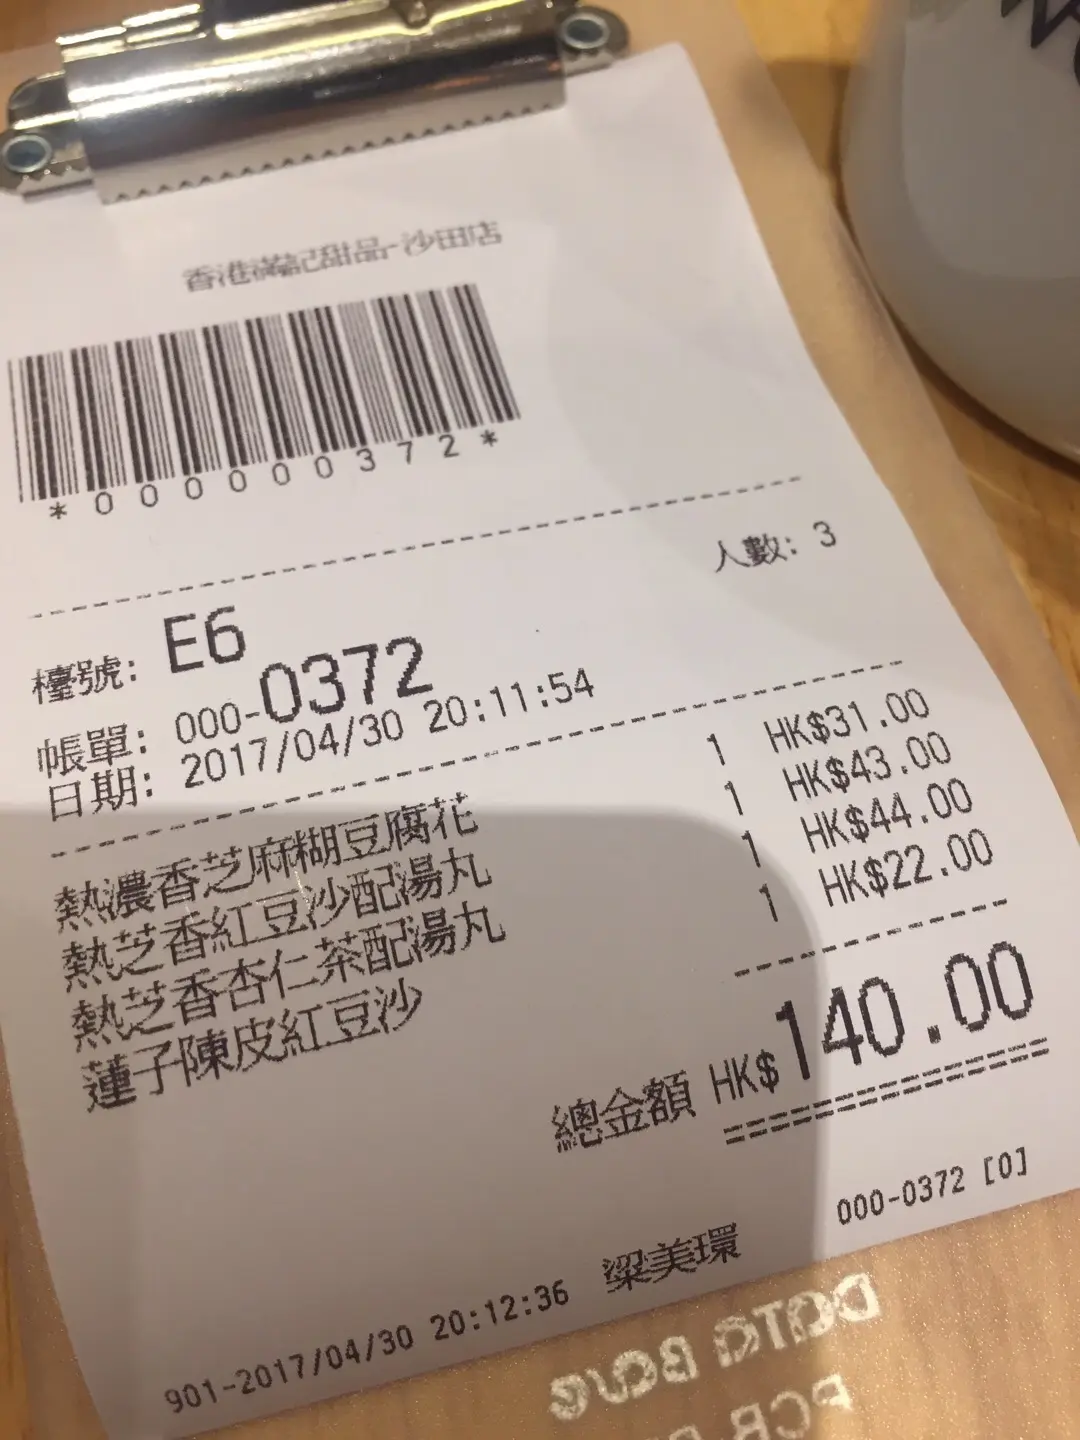 香港滿記甜品-沙田店
*000000372*
人數: 3
檯號: E6
帳單: 000-0372
日期: 2017/04/30 20:11:54
熱濃香芝麻糊豆腐花 1 HK$31.00
熱芝香紅豆沙配湯丸 1 HK$43.00
熱芝香杏仁茶配湯丸 1 HK$44.00
蓮子陳皮紅豆沙 1 HK$22.00
總金額 HK$140.00
000-0372 [0]
901-2017/04/30 20:12:36 梁美環